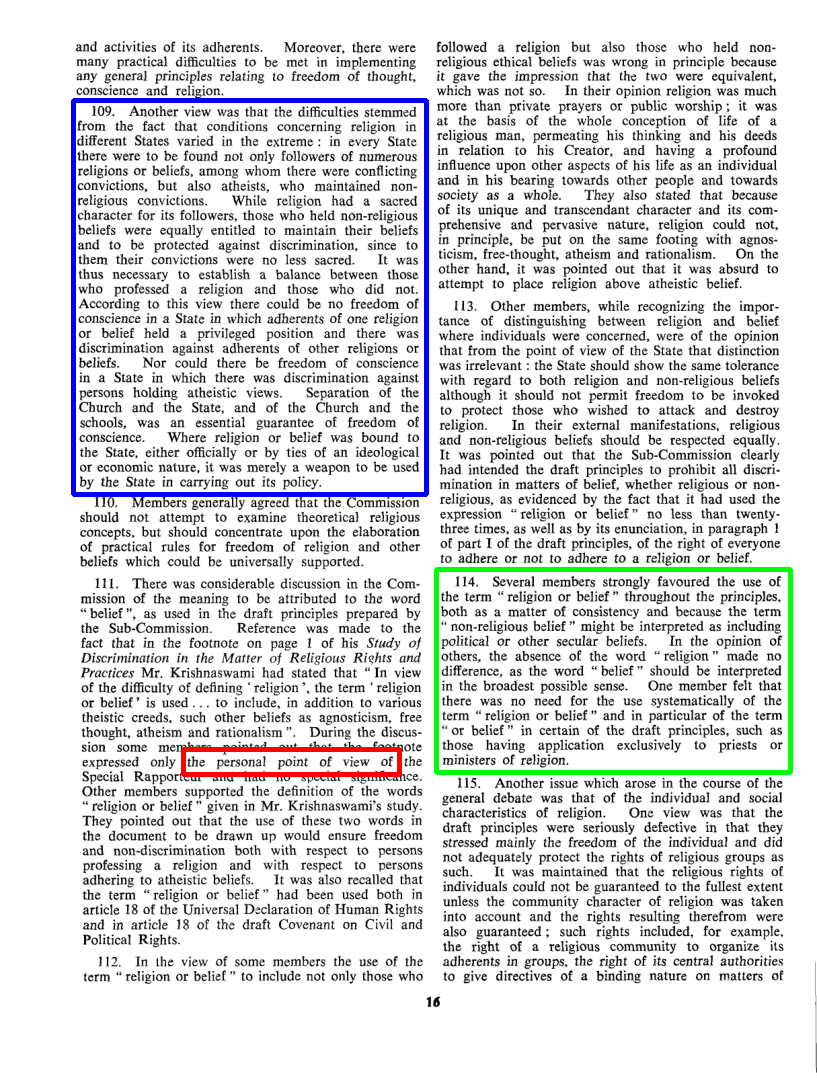 and activities of its adherents. Moreover, there were
many practical difficulties to be met in implementing
any general principles relating to freedom of thought,
conscience and religion.
109. Another view was that the difficulties stemmed
from the fact that conditions concerning religion in
different States varied in the extreme : in every State
there were to be found not only followers of numerous
religions or beliefs, among whom there were conflicting
convictions, but also atheists, who maintained non-
religious convictions. While religion had a sacred
character for its followers, those who held non-religious
beliefs were equally entitled to maintain their beliefs
and to be protected against discrimination, since to
them their convictions were no less sacred. It was
thus necessary to establish a balance between those
who professed a religion and those who did not.
According to this view there could be no freedom of
conscience in a State in which adherents of one religion
or belief held a privileged position and there was
discrimination against adherents of other religions or
beliefs. Nor could there be freedom of conscience
in a State in which there was discrimination against
persons holding atheistic views. Separation of the
Church and the State, and of the Church and the
schools, was an essential guarantee of freedom of
conscience. Where religion or belief was bound to
the State, either officially or by ties of an ideological
or economic nature, it was merely a weapon to be used
by the State in carrying out its policy.
110. Members generally agreed that the Commission
should not attempt to examine theoretical religious
concepts, but should concentrate upon the elaboration
of practical rules for freedom of religion and other
beliefs which could be universally supported.
111. There was considerable discussion in the Com-
mission of the meaning to be attributed to the word
" belief ", as used in the draft principles prepared by
the Sub-Commission. Reference was made to the
fact that in the footnote on page 1 of his Study of
Discrimination in the Matter of Religious Rights and
Practices Mr. Krishnaswami had stated that " In view
of the difficulty of defining ' religion ', the term ' religion
or belief ' is used . . . to include, in addition to various
theistic creeds, such other beliefs as agnosticism, free
thought, atheism and rationalism ". During the discus-
sion some members pointed out that the footnote
expressed only the personal point of view of the
Special Rapporteur and had no special significance.
Other members supported the definition of the words
" religion or belief " given in Mr. Krishnaswami's study.
They pointed out that the use of these two words in
the document to be drawn up would ensure freedom
and non-discrimination both with respect to persons
professing a religion and with respect to persons
adhering to atheistic beliefs. It was also recalled that
the term " religion or belief " had been used both in
article 18 of the Universal Declaration of Human Rights
and in article 18 of the draft Covenant on Civil and
Political Rights.
112. In the view of some members the use of the
term " religion or belief " to include not only those who
followed a religion but also those who held non-
religious ethical beliefs was wrong in principle because
it gave the impression that the two were equivalent,
which was not so. In their opinion religion was much
more than private prayers or public worship ; it was
at the basis of the whole conception of life of a
religious man, permeating his thinking and his deeds
in relation to his Creator, and having a profound
influence upon other aspects of his life as an individual
and in his bearing towards other people and towards
society as a whole. They also stated that because
of its unique and transcendant character and its com-
prehensive and pervasive nature, religion could not,
in principle, be put on the same footing with agnos-
ticism, free-thought, atheism and rationalism. On the
other hand, it was pointed out that it was absurd to
attempt to place religion above atheistic belief.
113. Other members, while recognizing the impor-
tance of distinguishing between religion and belief
where individuals were concerned, were of the opinion
that from the point of view of the State that distinction
was irrelevant : the State should show the same tolerance
with regard to both religion and non-religious beliefs
although it should not permit freedom to be invoked
to protect those who wished to attack and destroy
religion. In their external manifestations, religious
and non-religious beliefs should be respected equally.
It was pointed out that the Sub-Commission clearly
had intended the draft principles to prohibit all discri-
mination in matters of belief, whether religious or non-
religious, as evidenced by the fact that it had used the
expression " religion or belief " no less than twenty-
three times, as well as by its enunciation, in paragraph 1
of part I of the draft principles, of the right of everyone
to adhere or not to adhere to a religion or belief.
114. Several members strongly favoured the use of
the term " religion or belief " throughout the principles,
both as a matter of consistency and because the term
" non-religious belief " might be interpreted as including
political or other secular beliefs. In the opinion of
others, the absence of the word " religion " made no
difference, as the word " belief " should be interpreted
in the broadest possible sense. One member felt that
there was no need for the use systematically of the
term " religion or belief " and in particular of the term
" or belief " in certain of the draft principles, such as
those having application exclusively to priests or
ministers of religion.
115. Another issue which arose in the course of the
general debate was that of the individual and social
characteristics of religion. One view was that the
draft principles were seriously defective in that they
stressed mainly the freedom of the individual and did
not adequately protect the rights of religious groups as
such. It was maintained that the religious rights of
individuals could not be guaranteed to the fullest extent
unless the community character of religion was taken
into account and the rights resulting therefrom were
also guaranteed ; such rights included, for example,
the right of a religious community to organize its
adherents in groups, the right of its central authorities
to give directives of a binding nature on matters of
16